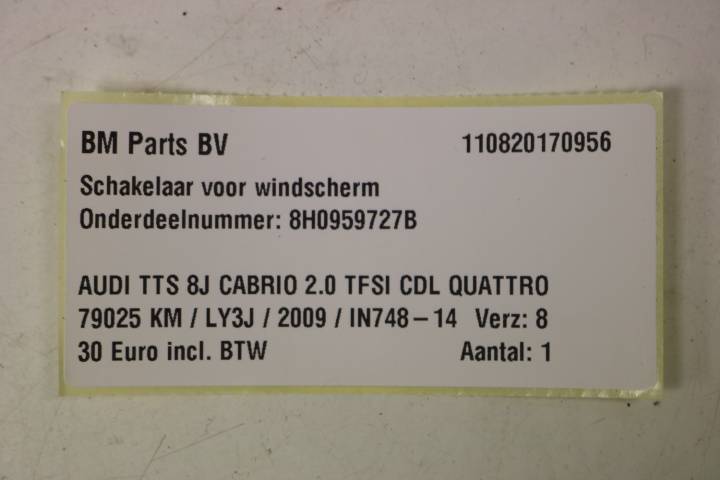 BM Parts BV 110820170956
Schakelaar voor windscherm
Onderdeelnummer: 8H0959727B
AUDI TTS 8J CABRIO 2.0 TFSI CDL QUATTRO
79025 KM / LY3J / 2009 / IN748-14 Verz: 8
30 Euro incl. BTW Aantal: 1